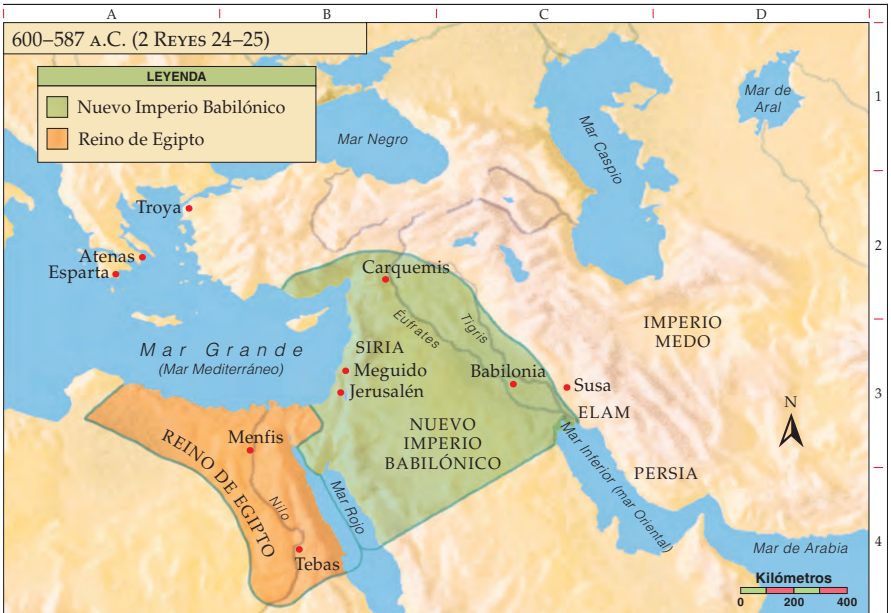 A
B
C
D
600–587 A.C. (2 REYES 24–25)
LEYENDA
Nuevo Imperio Babilónico
Reino de Egipto
1
2
3
4
Mar Negro
Mar Caspio
Mar de
Aral
Troya
Atenas
Esparta
Carquemis
Éufrates
Tigris
IMPERIO
MEDO
Mar Grande
(Mar Mediterráneo)
SIRIA
Meguido
Jerusalén
Babilonia
Susa
ELAM
N
NUEVO
IMPERIO
BABILÓNICO
REINO DE EGIPTO
Menfis
Nilo
Tebas
Mar Rojo
Mar Inferior (mar Oriental)
PERSIA
Mar de Arabia
Kilómetros
0 200 400